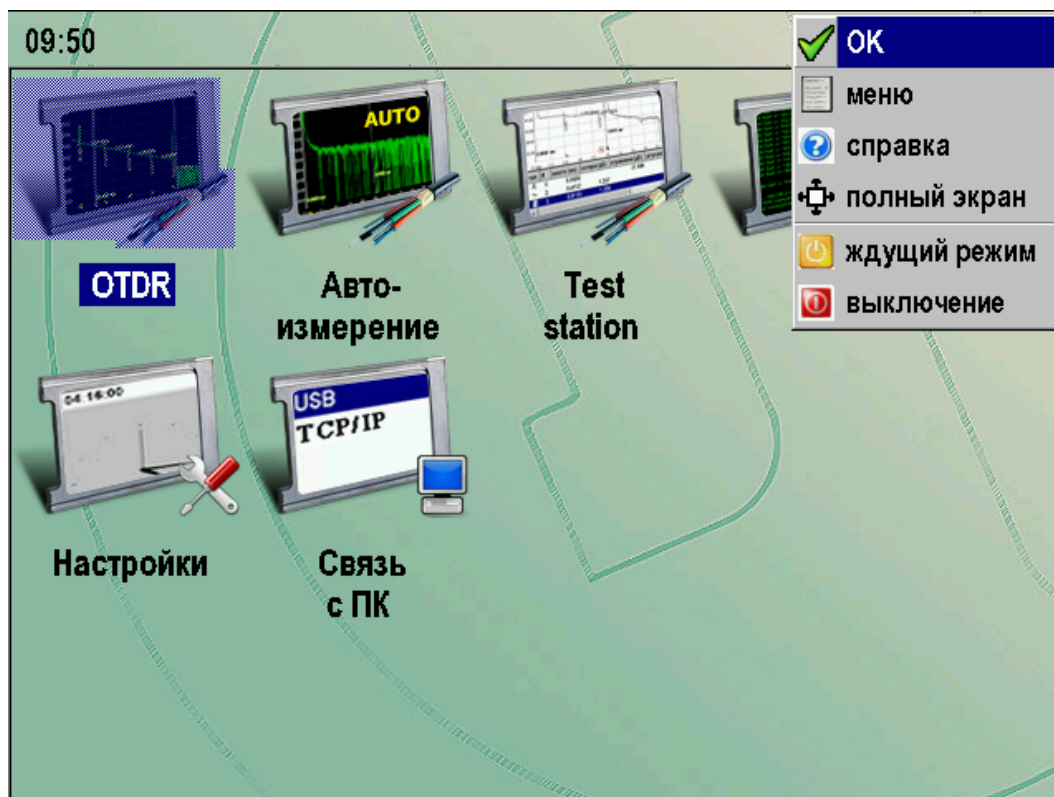 09:50
OK
меню
справка
полный экран
ждущий режим
выключение
AUTO
OTDR
Авто-
измерение
Test
station
04:16:00
USB
TCP/IP
Настройки
Связь
с ПК